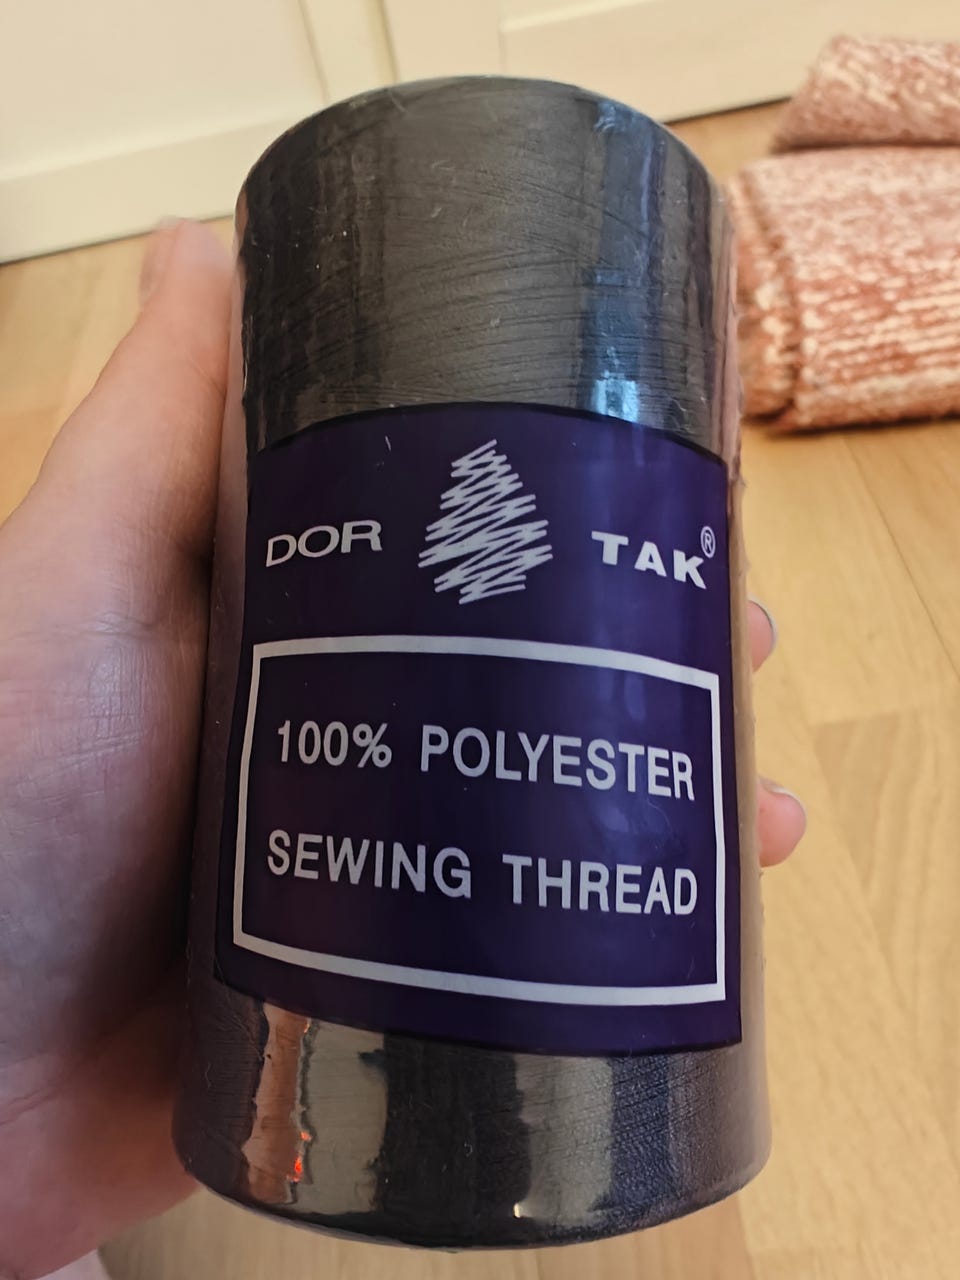 DOR TAK®
100% POLYESTER
SEWING THREAD